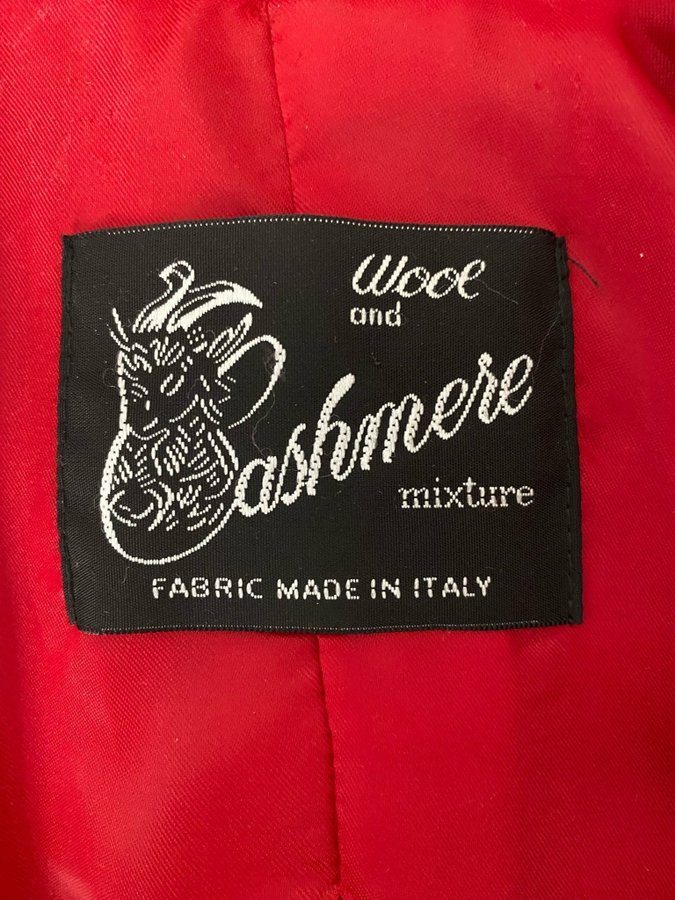 Wool
and
Cashmere
mixture
FABRIC MADE IN ITALY